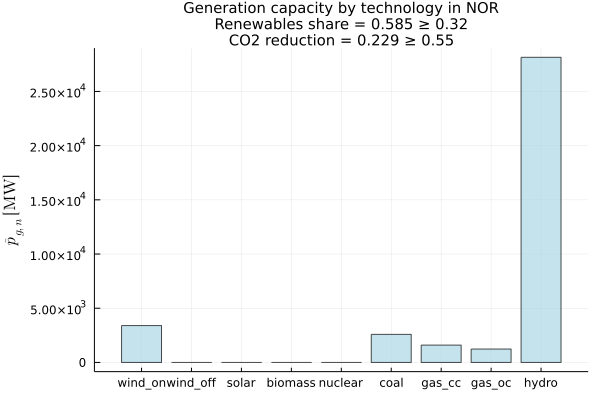 Generation capacity by technology in NOR
Renewables share = 0.585 ≥ 0.32
CO2 reduction = 0.229 ≥ 0.55
p̄_{g,n} [MW]
2.50×10⁴
2.00×10⁴
1.50×10⁴
1.00×10⁴
5.00×10³
0
wind_on wind_off solar biomass nuclear coal gas_cc gas_oc hydro